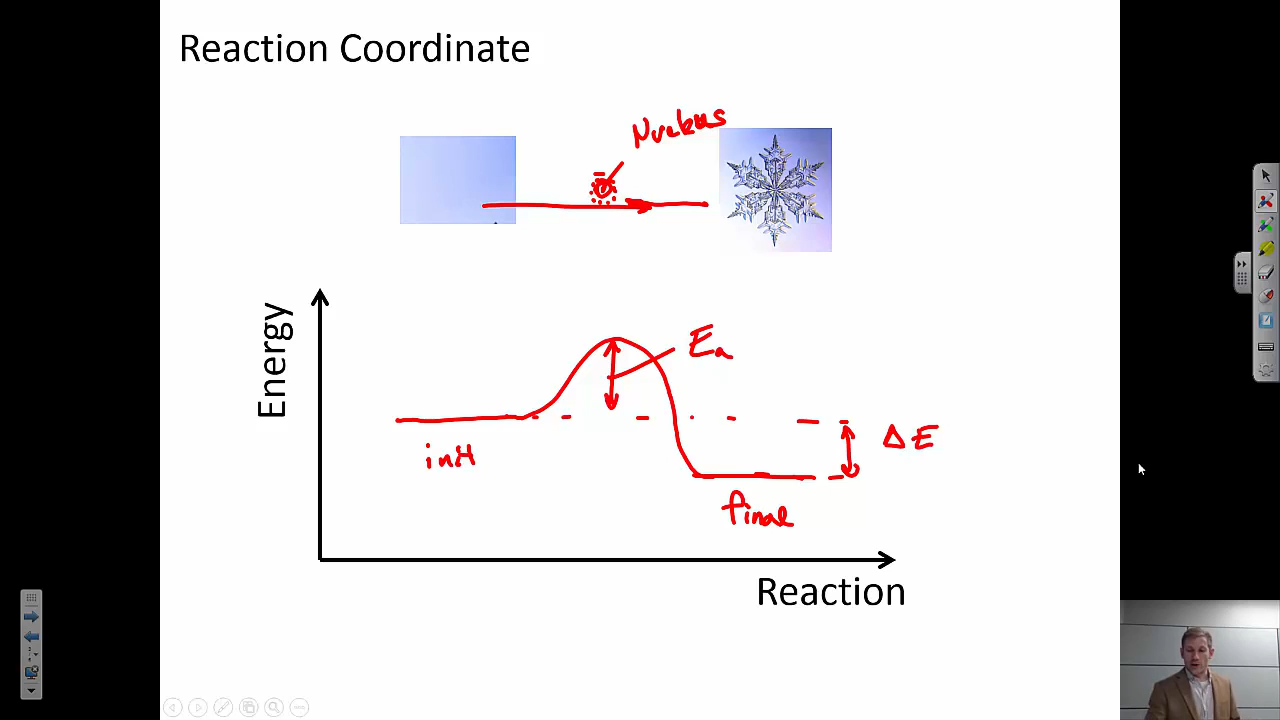 Reaction Coordinate
Nucleus
Energy
Ea
init
ΔE
final
Reaction